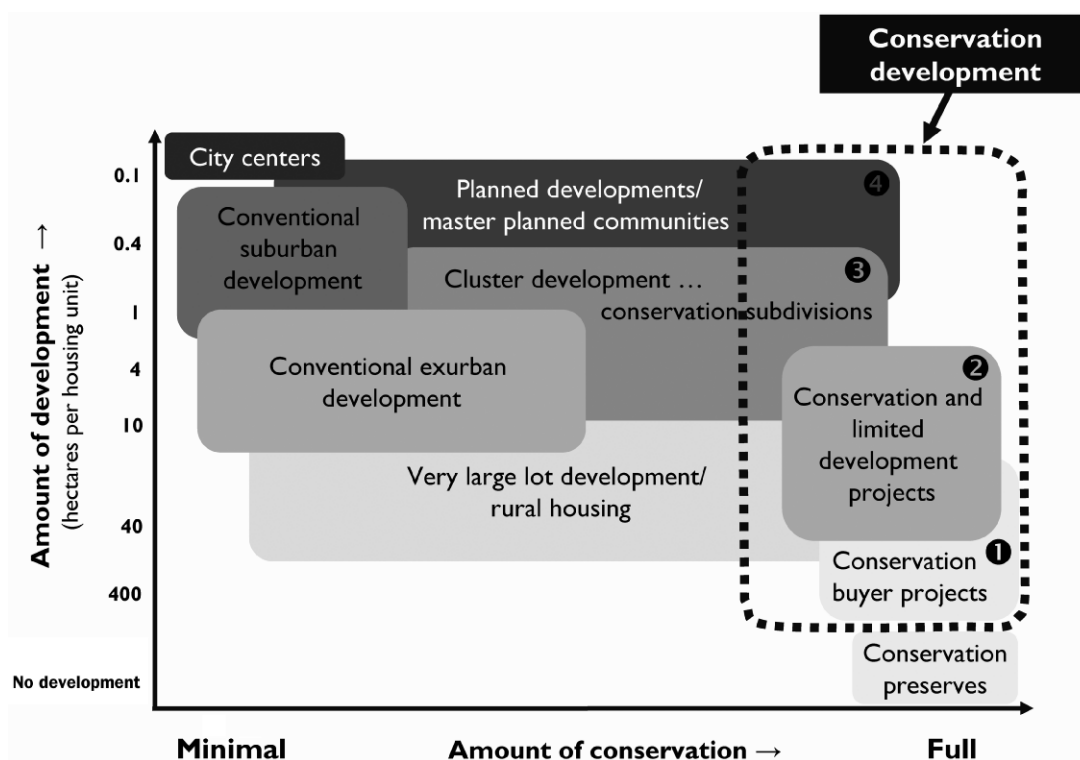 Conservation
development
City centers
Planned developments/
master planned communities
4
Conventional
suburban
development
Cluster development ...
conservation subdivisions
3
Conventional exurban
development
2
Conservation and
limited
development
projects
Very large lot development/
rural housing
1
Conservation
buyer projects
Conservation
preserves
Amount of development →
(hectares per housing unit)
0.1
0.4
1
4
10
40
400
No development
Minimal
Amount of conservation →
Full